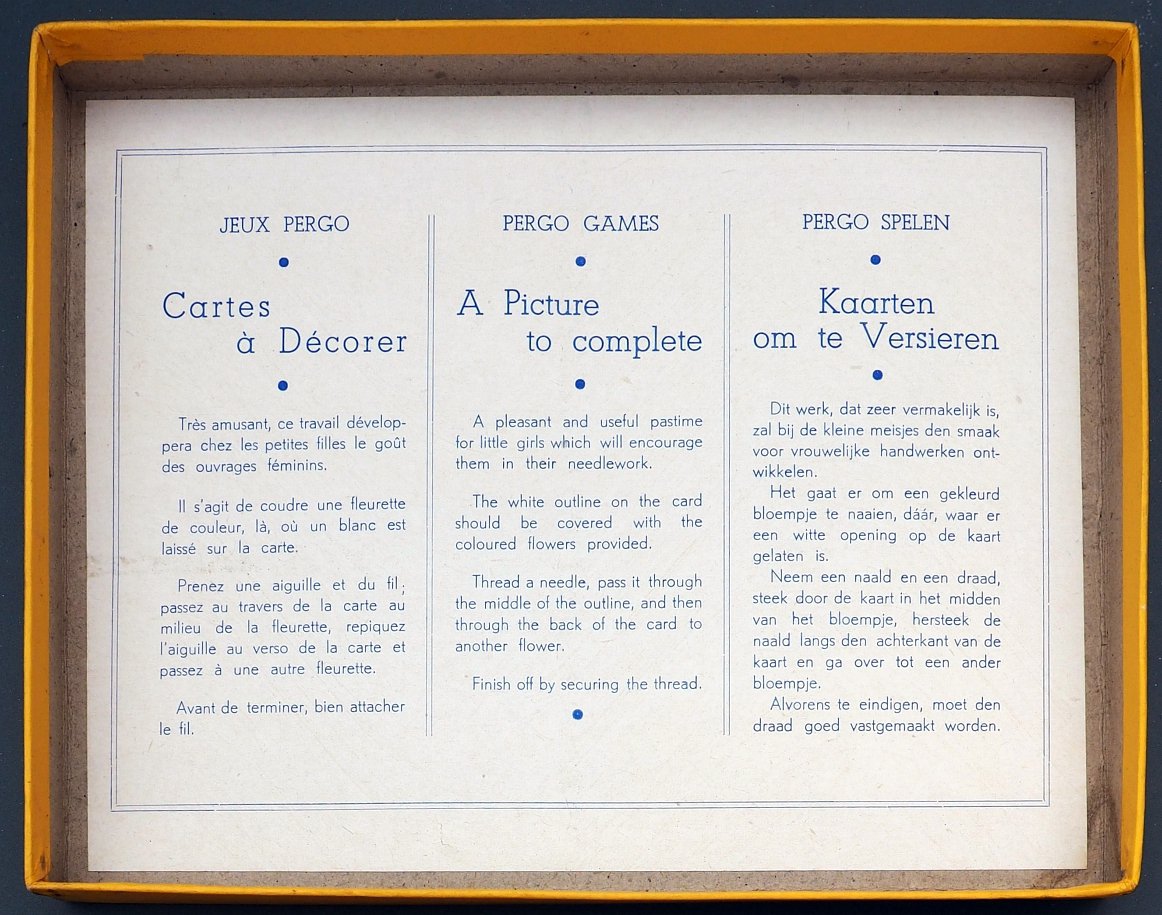 JEUX PERGO
Cartes
à Décorer
Très amusant, ce travail dévelop-
pera chez les petites filles le goût
des ouvrages féminins.
Il s'agit de coudre une fleurette
de couleur, là, où un blanc est
laissé sur la carte.
Prenez une aiguille et du fil ;
passez au travers de la carte au
milieu de la fleurette, repiquez
l'aiguille au verso de la carte et
passez à une autre fleurette.
Avant de terminer, bien attacher
le fil.
PERGO GAMES
A Picture
to complete
A pleasant and useful pastime
for little girls which will encourage
them in their needlework.
The white outline on the card
should be covered with the
coloured flowers provided.
Thread a needle, pass it through
the middle of the outline, and then
through the back of the card to
another flower.
Finish off by securing the thread.
PERGO SPELEN
Kaarten
om te Versieren
Dit werk, dat zeer vermakelijk is,
zal bij de kleine meisjes den smaak
voor vrouwelijke handwerken ont-
wikkelen.
Het gaat er om een gekleurd
bloempje te naaien, dáár, waar er
een witte opening op de kaart
gelaten is.
Neem een naald en een draad,
steek door de kaart in het midden
van het bloempje, hersteek de
naald langs den achterkant van de
kaart en ga over tot een ander
bloempje.
Alvorens te eindigen, moet den
draad goed vastgemaakt worden.